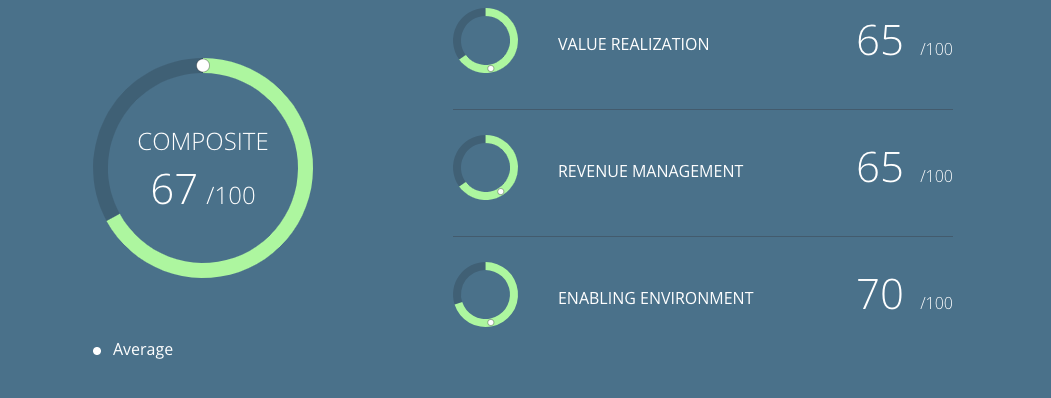 COMPOSITE
67 /100
Average
VALUE REALIZATION 65 /100
REVENUE MANAGEMENT 65 /100
ENABLING ENVIRONMENT 70 /100